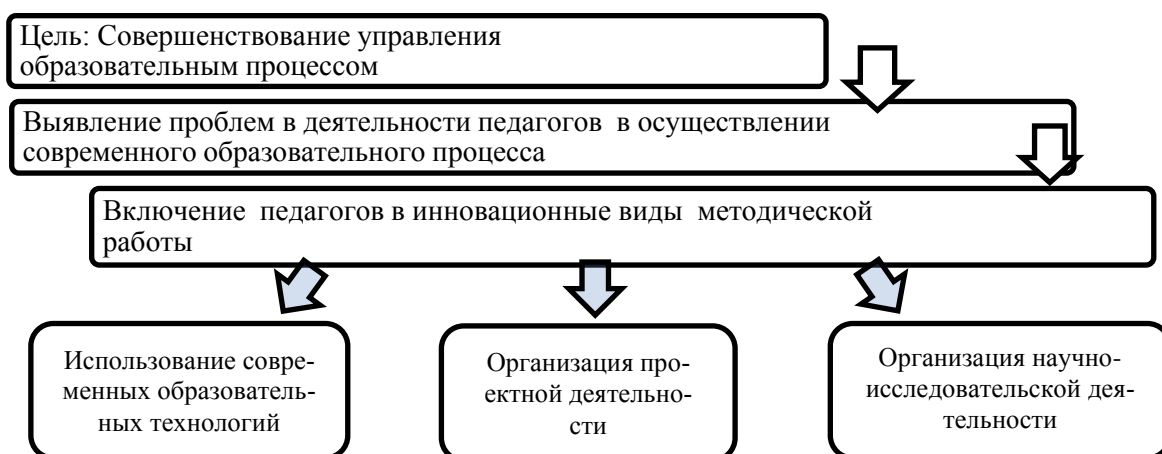 Цель: Совершенствование управления
образовательным процессом
Выявление проблем в деятельности педагогов в осуществлении
современного образовательного процесса
Включение педагогов в инновационные виды методической
работы
Использование совре-
менных образователь-
ных технологий
Организация про-
ектной деятельно-
сти
Организация научно-
исследовательской дея-
тельности